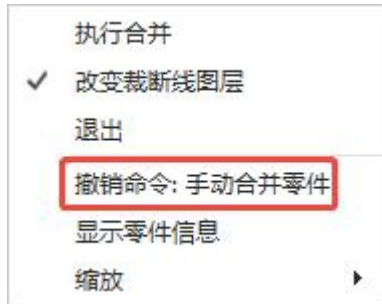 执行合并
改变裁断线图层
退出
撤销命令: 手动合并零件
显示零件信息
缩放